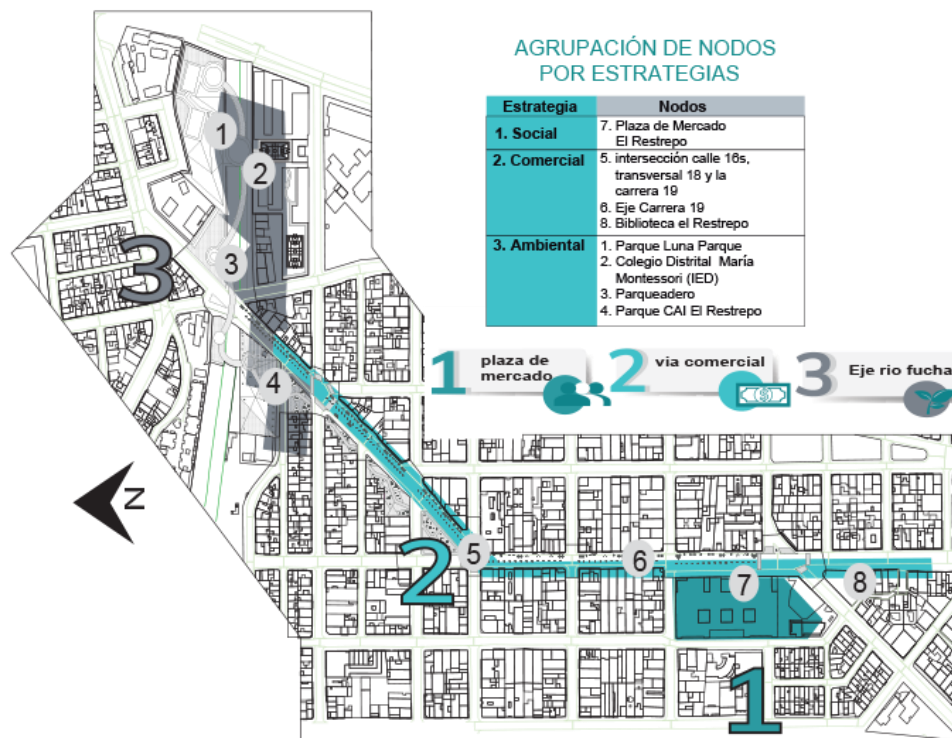 AGRUPACIÓN DE NODOS
POR ESTRATEGIAS
Estrategia Nodos
1. Social
7. Plaza de Mercado
El Restrepo
2. Comercial
5. intersección calle 16s,
transversal 18 y la
carrera 19
6. Eje Carrera 19
8. Biblioteca el Restrepo
3. Ambiental
1. Parque Luna Parque
2. Colegio Distrital María
Montessori (IED)
3. Parqueadero
4. Parque CAI El Restrepo
1 plaza de
mercado
2 via comercial
3 Eje rio fucha
1
2
3
3
4
N
2
5
6
7
8
1